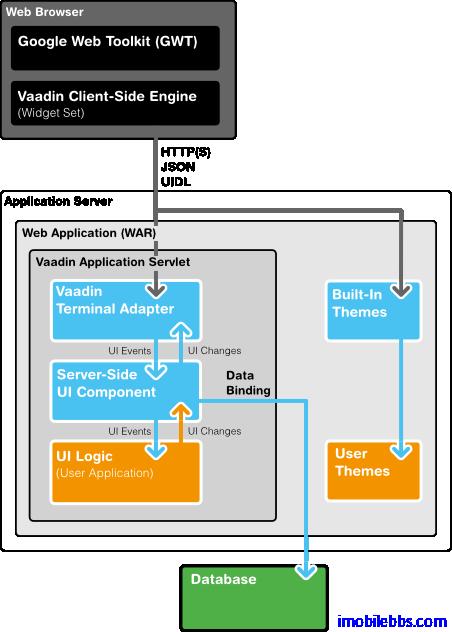 Web Browser
Google Web Toolkit (GWT)
Vaadin Client-Side Engine
(Widget Set)
HTTP(S)
JSON
UIDL
Application Server
Web Application (WAR)
Vaadin Application Servlet
Vaadin
Terminal Adapter
Built-In
Themes
UI Events
UI Changes
Server-Side
UI Component
Data
Binding
UI Events
UI Changes
UI Logic
(User Application)
User
Themes
Database
imobilebbs.com